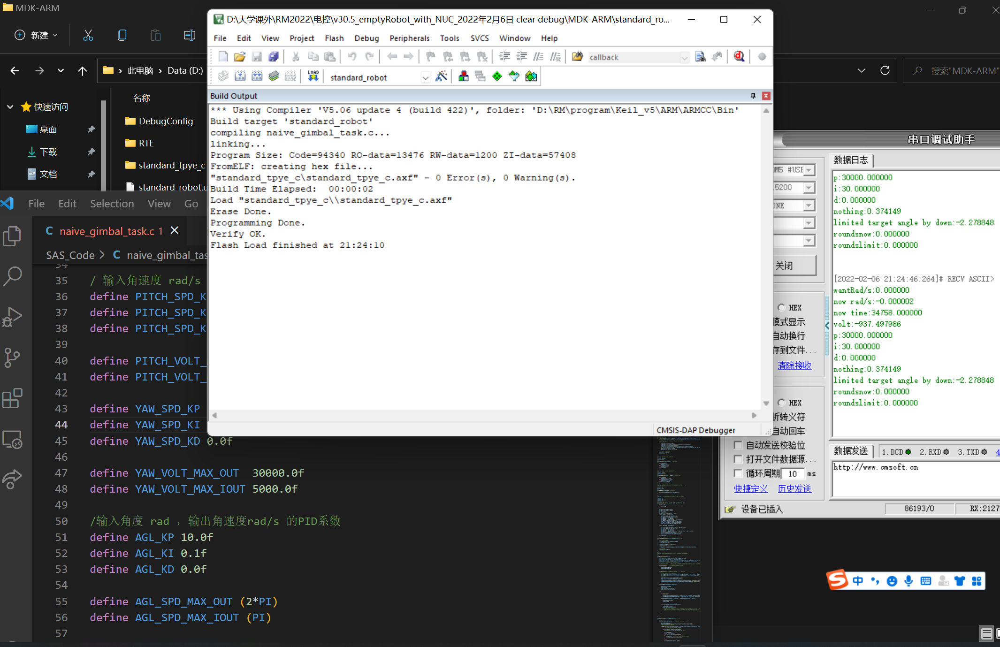 MDK-ARM
新建
此电脑 › Data (D:)
搜索"MDK-ARM"
快速访问
桌面
下载
文档
名称
DebugConfig
RTE
standard_tpye_c
standard_robot.u
D:\大学课外\RM2022\电控\v30.5_emptyRobot_with_NUC_2022年2月6日 clear debug\MDK-ARM\standard_ro...
File Edit View Project Flash Debug Peripherals Tools SVCS Window Help
callback
LOAD
standard_robot
Build Output
*** Using Compiler 'V5.06 update 4 (build 422)', folder: 'D:\RM\program\Keil_v5\ARM\ARMCC\Bin'
Build target 'standard_robot'
compiling naive_gimbal_task.c...
linking...
Program Size: Code=94340 RO-data=13476 RW-data=1200 ZI-data=57408
FromELF: creating hex file...
"standard_tpye_c\standard_tpye_c.axf" - 0 Error(s), 0 Warning(s).
Build Time Elapsed:  00:00:02
Load "standard_tpye_c\\standard_tpye_c.axf"
Erase Done.
Programming Done.
Verify OK.
Flash Load finished at 21:24:10
CMSIS-DAP Debugger
File Edit Selection View Go
C naive_gimbal_task.c 1
SAS_Code > C naive_gimbal_tas
34
35 / 输入角速度 rad/s
36 define PITCH_SPD_K
37 define PITCH_SPD_K
38 define PITCH_SPD_K
39
40 define PITCH_VOLT_
41 define PITCH_VOLT_
42
43 define YAW_SPD_KP
44 define YAW_SPD_KI
45 define YAW_SPD_KD 0.0f
46
47 define YAW_VOLT_MAX_OUT  30000.0f
48 define YAW_VOLT_MAX_IOUT 5000.0f
49
50 /输入角度 rad ，输出角速度rad/s 的PID系数
51 define AGL_KP 10.0f
52 define AGL_KI 0.1f
53 define AGL_KD 0.0f
54
55 define AGL_SPD_MAX_OUT (2*PI)
56 define AGL_SPD_MAX_IOUT (PI)
57
串口调试助手
OM5 #USI
5200
ONE
关闭
HEX
模式显示
自动换行
存到文件...
清除接收
HEX
析转义符
自动回车
自动发送校验位
打开文件数据源...
循环周期 10 ms
快捷定义 历史发送
设备已插入
数据日志
p:30000.000000
i:30.000000
d:0.000000
nothing:0.374149
limited target angle by down:-2.278848
roundsnow:0.000000
roundslimit:0.000000
[2022-02-06 21:24:46.264]# RECV ASCII>
wantRad/s:0.000000
now rad/s:-0.000002
now time:34758.000000
volt:-937.497986
p:30000.000000
i:30.000000
d:0.000000
nothing:0.374149
limited target angle by down:-2.278848
roundsnow:0.000000
roundslimit:0.000000
数据发送 1.DCD 2.RXD 3.TXD 4
http://www.cmsoft.cn
86193/0 RX:2127
S 中